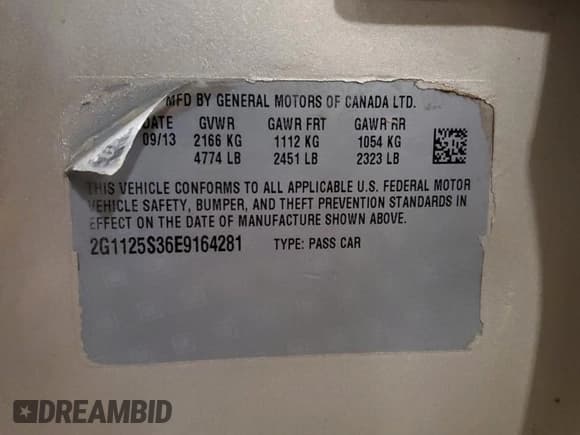 MFD BY GENERAL MOTORS OF CANADA LTD.
DATE GVWR GAWR FRT GAWR RR
09/13 2166 KG 1112 KG 1054 KG
4774 LB 2451 LB 2323 LB
THIS VEHICLE CONFORMS TO ALL APPLICABLE U.S. FEDERAL MOTOR
VEHICLE SAFETY, BUMPER, AND THEFT PREVENTION STANDARDS IN
EFFECT ON THE DATE OF MANUFACTURE SHOWN ABOVE.
2G1125S36E9164281 TYPE: PASS CAR
DREAMBID